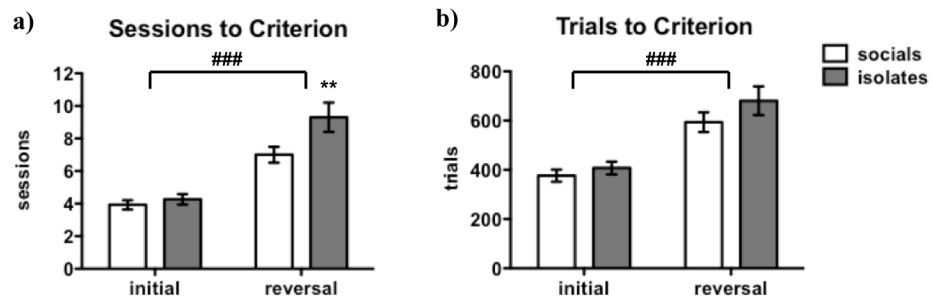 a)
Sessions to Criterion
###
**
12
10
8
6
4
2
0
sessions
initial
reversal
b)
Trials to Criterion
###
800
600
400
200
0
trials
initial
reversal
socials
isolates